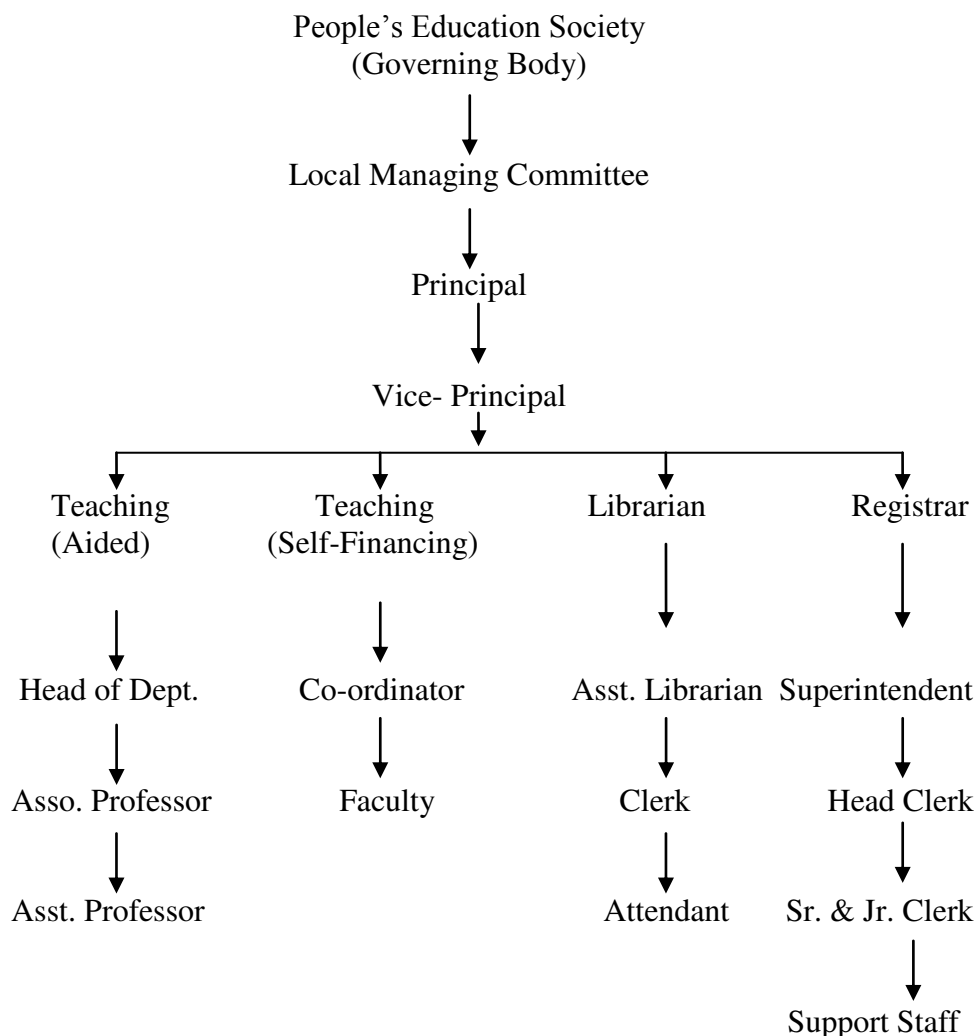 People’s Education Society
(Governing Body)
Local Managing Committee
Principal
Vice- Principal
Teaching
(Aided)
Teaching
(Self-Financing)
Librarian
Registrar
Head of Dept.
Co-ordinator
Asst. Librarian
Superintendent
Asso. Professor
Faculty
Clerk
Head Clerk
Asst. Professor
Attendant
Sr. & Jr. Clerk
Support Staff